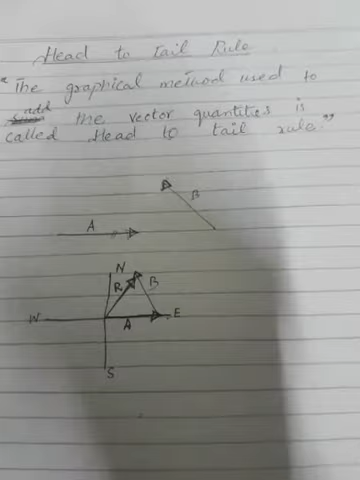 Head to tail Rule
"The graphical method used to
add the vector quantities is
called Head to tail rule."
B
A
N
R B
W A E
S